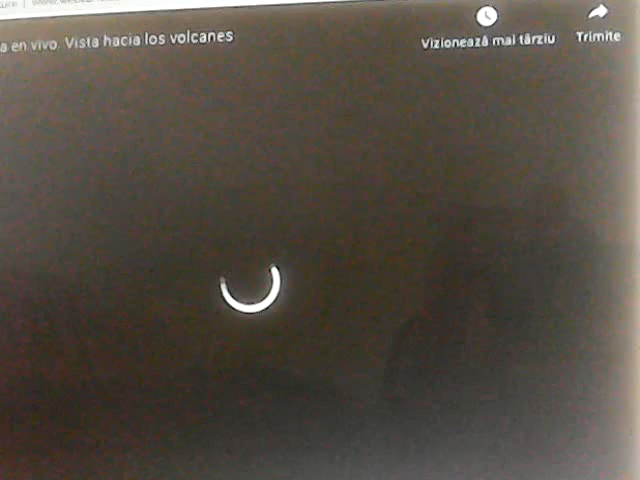 a en vivo. Vista hacia los volcanes
Vizionează mai târziu
Trimite